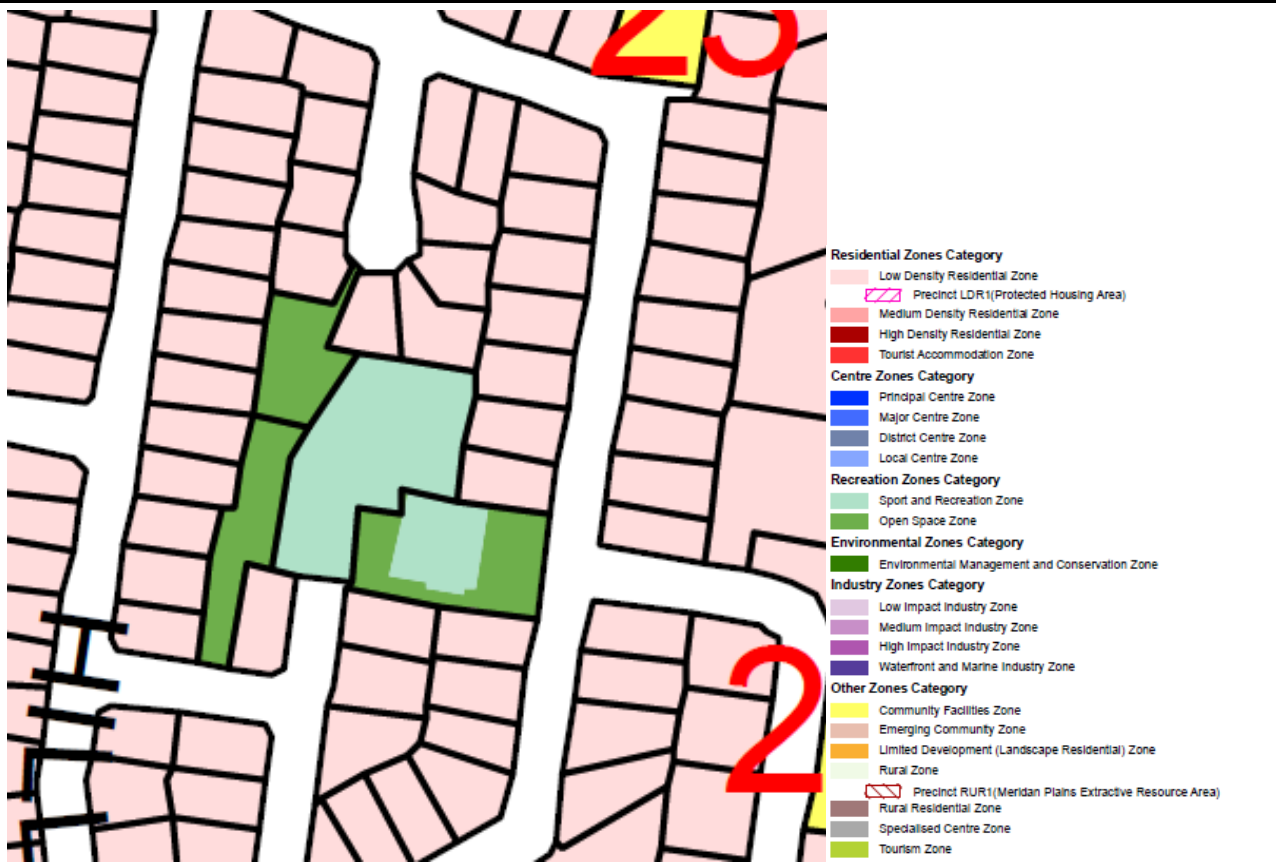 23
Residential Zones Category
Low Density Residential Zone
Precinct LDR1(Protected Housing Area)
Medium Density Residential Zone
High Density Residential Zone
Tourist Accommodation Zone
Centre Zones Category
Principal Centre Zone
Major Centre Zone
District Centre Zone
Local Centre Zone
Recreation Zones Category
Sport and Recreation Zone
Open Space Zone
Environmental Zones Category
Environmental Management and Conservation Zone
Industry Zones Category
Low Impact Industry Zone
Medium Impact Industry Zone
High Impact Industry Zone
Waterfront and Marine Industry Zone
Other Zones Category
2
Community Facilities Zone
Emerging Community Zone
Limited Development (Landscape Residential) Zone
Rural Zone
Precinct RUR1(Meridan Plains Extractive Resource Area)
Rural Residential Zone
Specialised Centre Zone
Tourism Zone